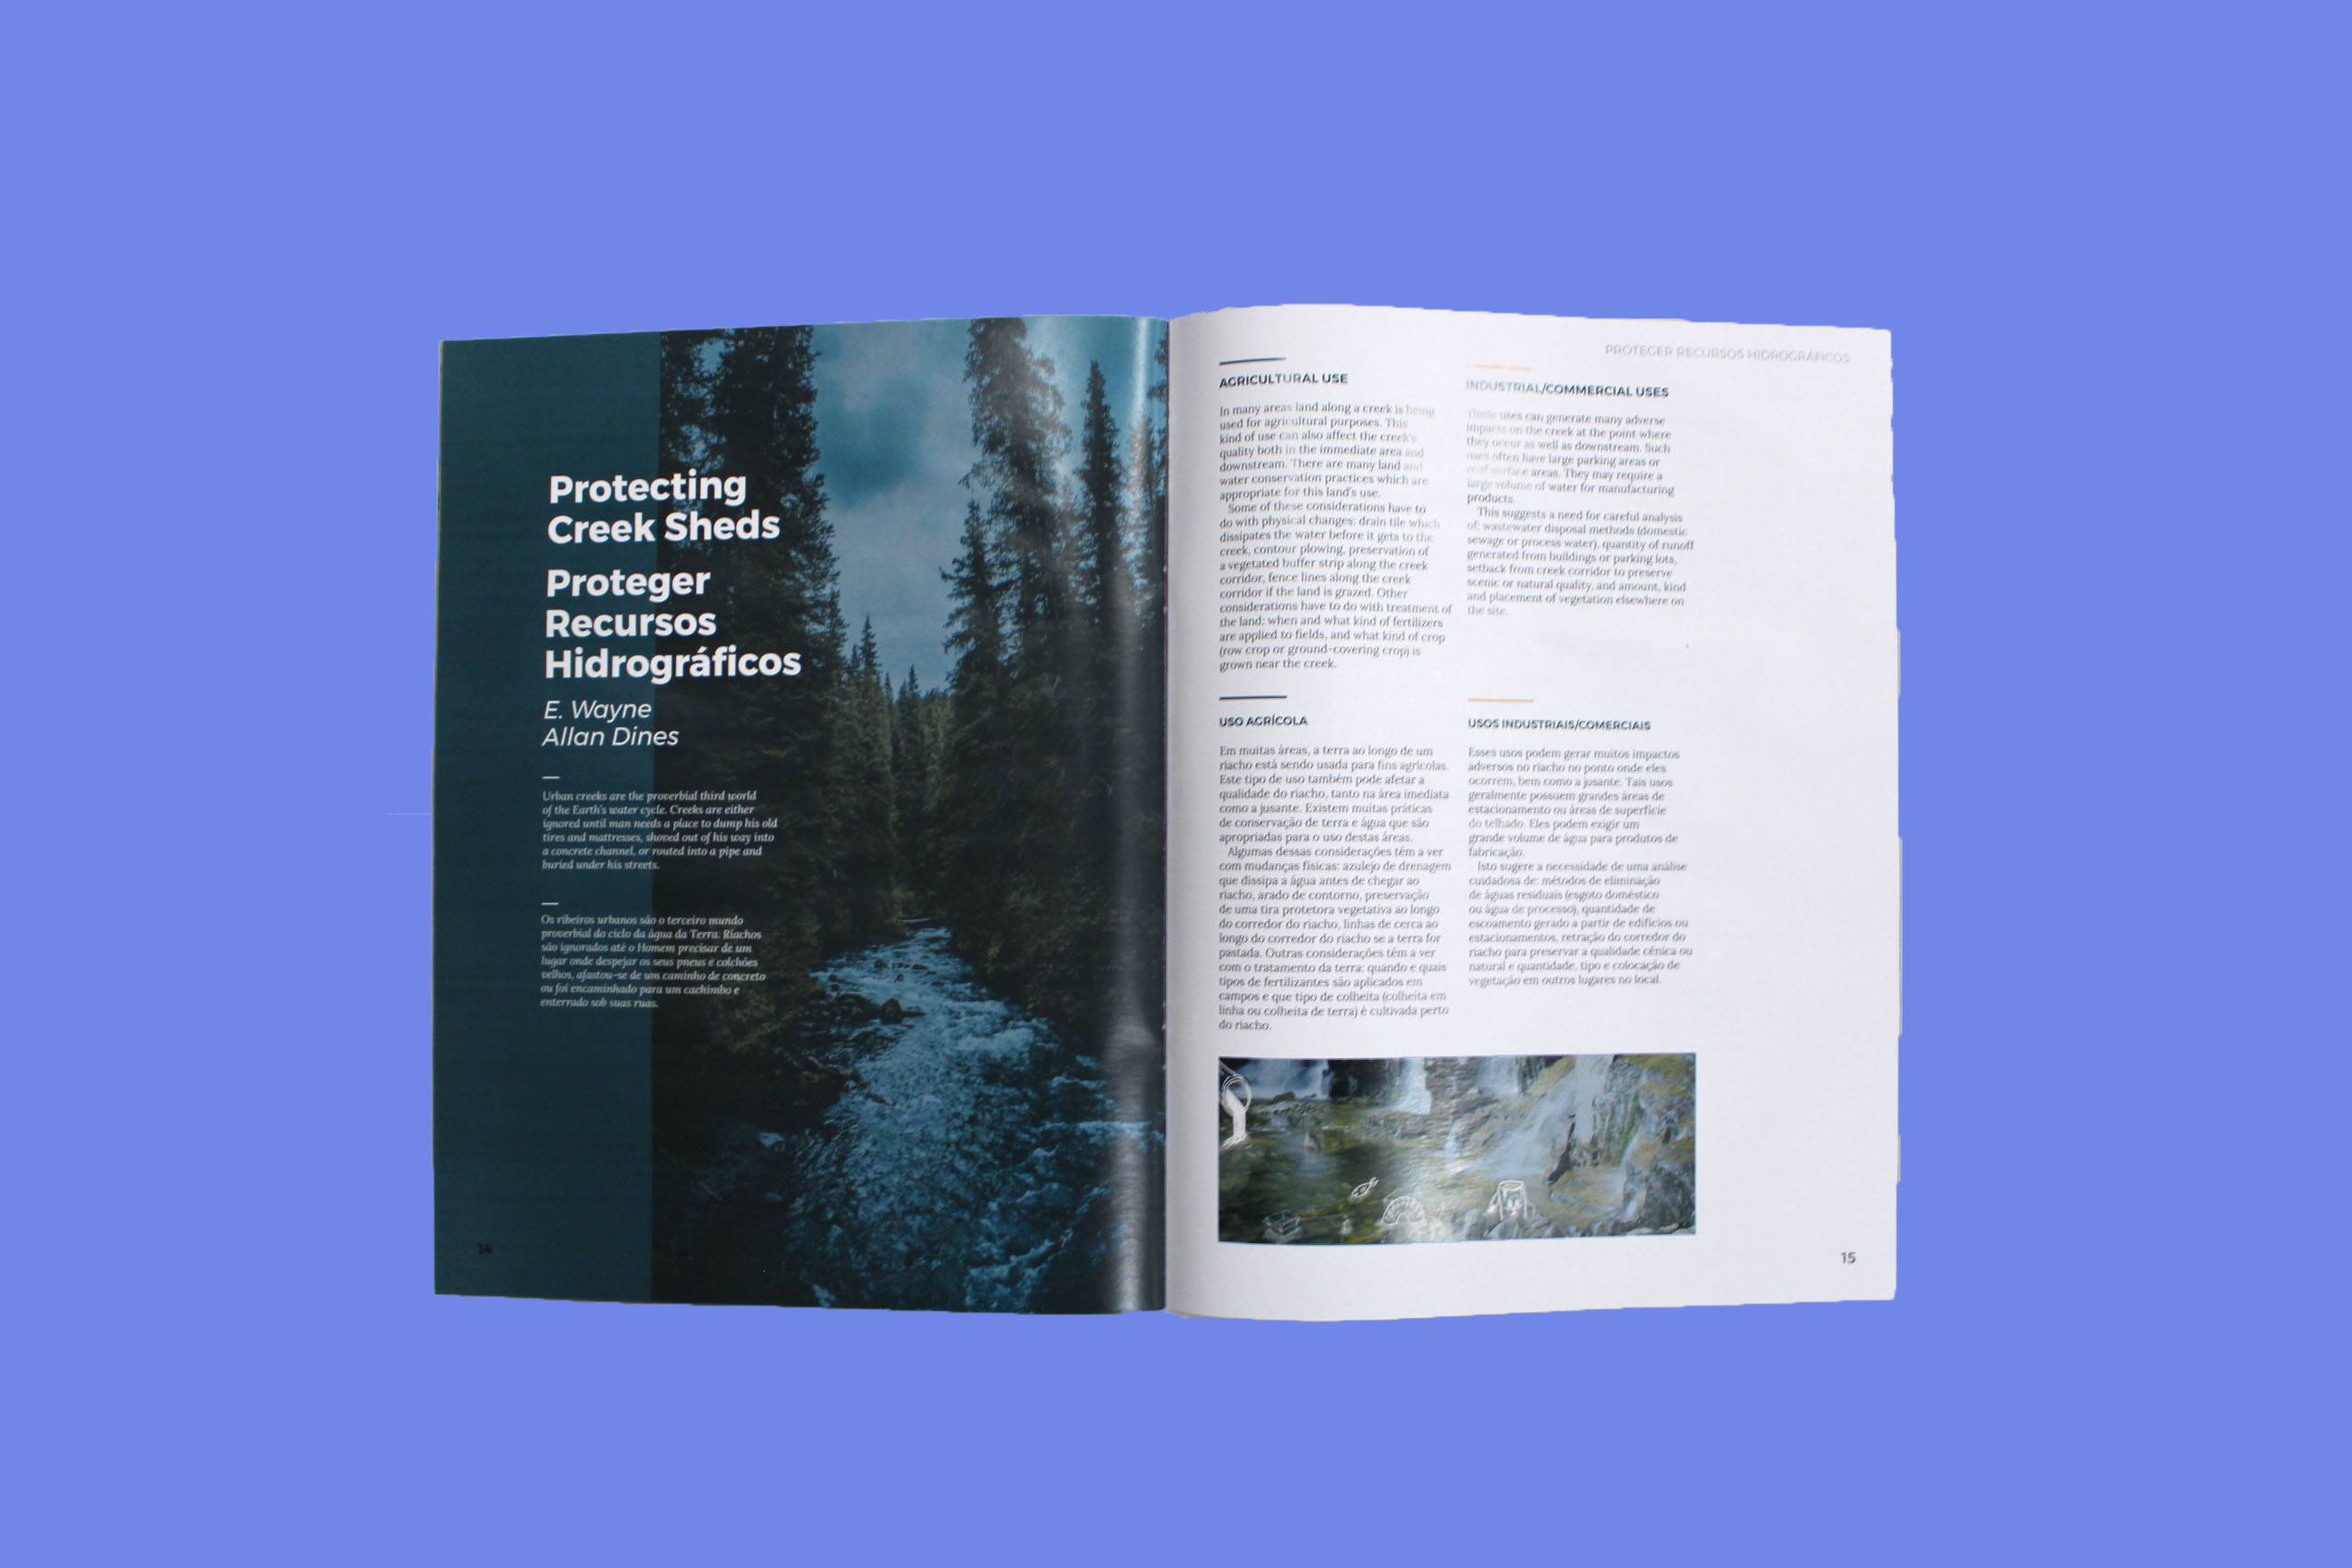 Protecting
Creek Sheds
Proteger
Recursos
Hidrográficos
E. Wayne
Allan Dines
Urban creeks are the proverbial third world
of the Earth's water cycle. Creeks are either
ignored until man needs a place to dump his old
tires and mattresses, shoved out of his way into
a concrete channel, or routed into a pipe and
buried under his streets.
Os ribeiros urbanos são o terceiro mundo
proverbial do ciclo da água da Terra. Riachos
são ignorados até o Homem precisar de um
lugar onde despejar os seus pneus e colchões
velhos, afastou-se de um caminho de concreto
ou foi encaminhado para um cachimbo e
enterrado sob suas ruas.
14
PROTEGER RECURSOS HIDROGRÁFICOS
AGRICULTURAL USE
In many areas land along a creek is being
used for agricultural purposes. This
kind of use can also affect the creek's
quality both in the immediate area and
downstream. There are many land and
water conservation practices which are
appropriate for this land's use.
Some of these considerations have to
do with physical changes: drain tile which
dissipates the water before it gets to the
creek, contour plowing, preservation of
a vegetated buffer strip along the creek
corridor, fence lines along the creek
corridor if the land is grazed. Other
considerations have to do with treatment of
the land: when and what kind of fertilizers
are applied to fields, and what kind of crop
(row crop or ground-covering crop) is
grown near the creek.
USO AGRÍCOLA
Em muitas áreas, a terra ao longo de um
riacho está sendo usada para fins agrícolas.
Este tipo de uso também pode afetar a
qualidade do riacho, tanto na área imediata
como a jusante. Existem muitas práticas
de conservação de terra e água que são
apropriadas para o uso destas áreas.
Algumas dessas considerações têm a ver
com mudanças físicas: azulejo de drenagem
que dissipa a água antes de chegar ao
riacho, arado de contorno, preservação
de uma tira protetora vegetativa ao longo
do corredor do riacho, linhas de cerca ao
longo do corredor do riacho se a terra for
pastada. Outras considerações têm a ver
com o tratamento da terra: quando e quais
tipos de fertilizantes são aplicados em
campos e que tipo de colheita (colheita em
linha ou colheita de terra) é cultivada perto
do riacho.
INDUSTRIAL/COMMERCIAL USES
These uses can generate many adverse
impacts on the creek at the point where
they occur as well as downstream. Such
uses often have large parking areas or
roof surface areas. They may require a
large volume of water for manufacturing
products.
This suggests a need for careful analysis
of: wastewater disposal methods (domestic
sewage or process water), quantity of runoff
generated from buildings or parking lots,
setback from creek corridor to preserve
scenic or natural quality, and amount, kind
and placement of vegetation elsewhere on
the site.
USOS INDUSTRIAIS/COMERCIAIS
Esses usos podem gerar muitos impactos
adversos no riacho no ponto onde eles
ocorrem, bem como a jusante. Tais usos
geralmente possuem grandes áreas de
estacionamento ou áreas de superfície
do telhado. Eles podem exigir um
grande volume de água para produtos de
fabricação.
Isto sugere a necessidade de uma análise
cuidadosa de: métodos de eliminação
de águas residuais (esgoto doméstico
ou água de processo), quantidade de
escoamento gerado a partir de edifícios ou
estacionamentos, retração do corredor do
riacho para preservar a qualidade cênica ou
natural e quantidade, tipo e colocação de
vegetação em outros lugares no local.
15